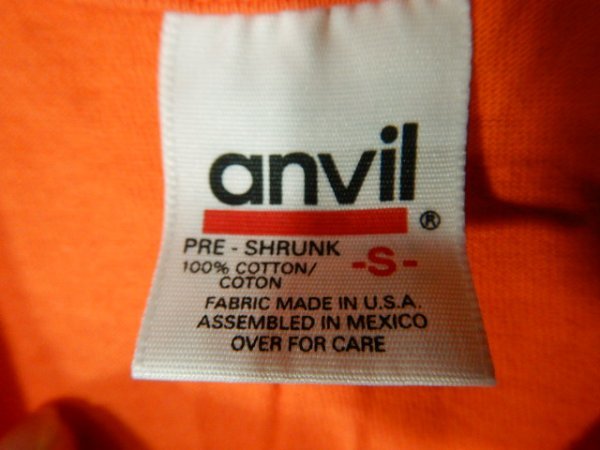 anvil
®
PRE - SHRUNK
100% COTTON/
COTON
-S-
FABRIC MADE IN U.S.A.
ASSEMBLED IN MEXICO
OVER FOR CARE